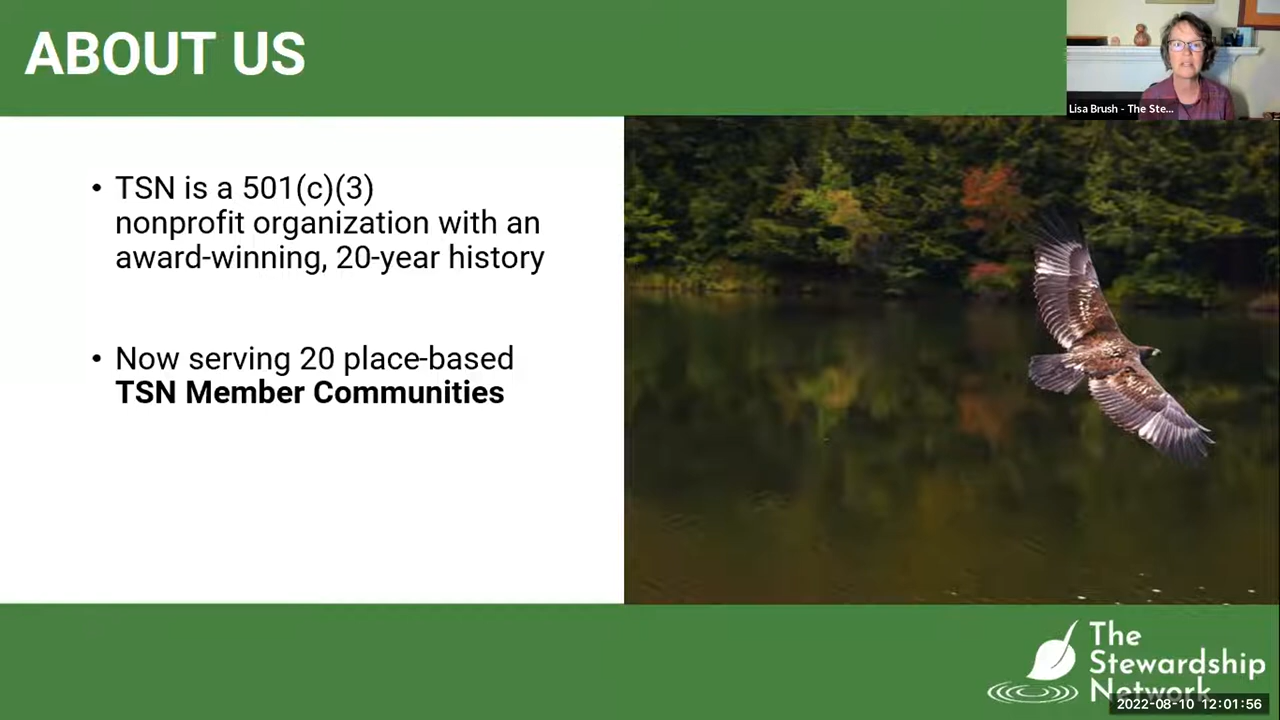 ABOUT US
Lisa Brush - The Ste...
• TSN is a 501(c)(3)
nonprofit organization with an
award-winning, 20-year history
• Now serving 20 place-based
TSN Member Communities
The
Stewardship
Network
2022-08-10 12:01:56